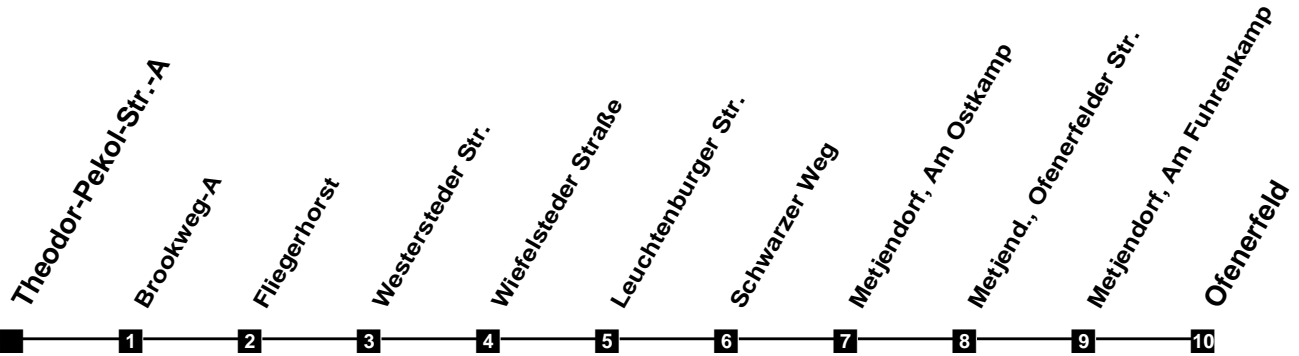 Theodor-Pekol-Str.-A
Brookweg-A
Fliegerhorst
Westersteder Str.
Wiefelsteder Straße
Leuchtenburger Str.
Schwarzer Weg
Metjendorf, Am Ostkamp
Metjend., Ofenerfelder Str.
Metjendorf, Am Fuhrenkamp
Ofenerfeld
1 2 3 4 5 6 7 8 9 10